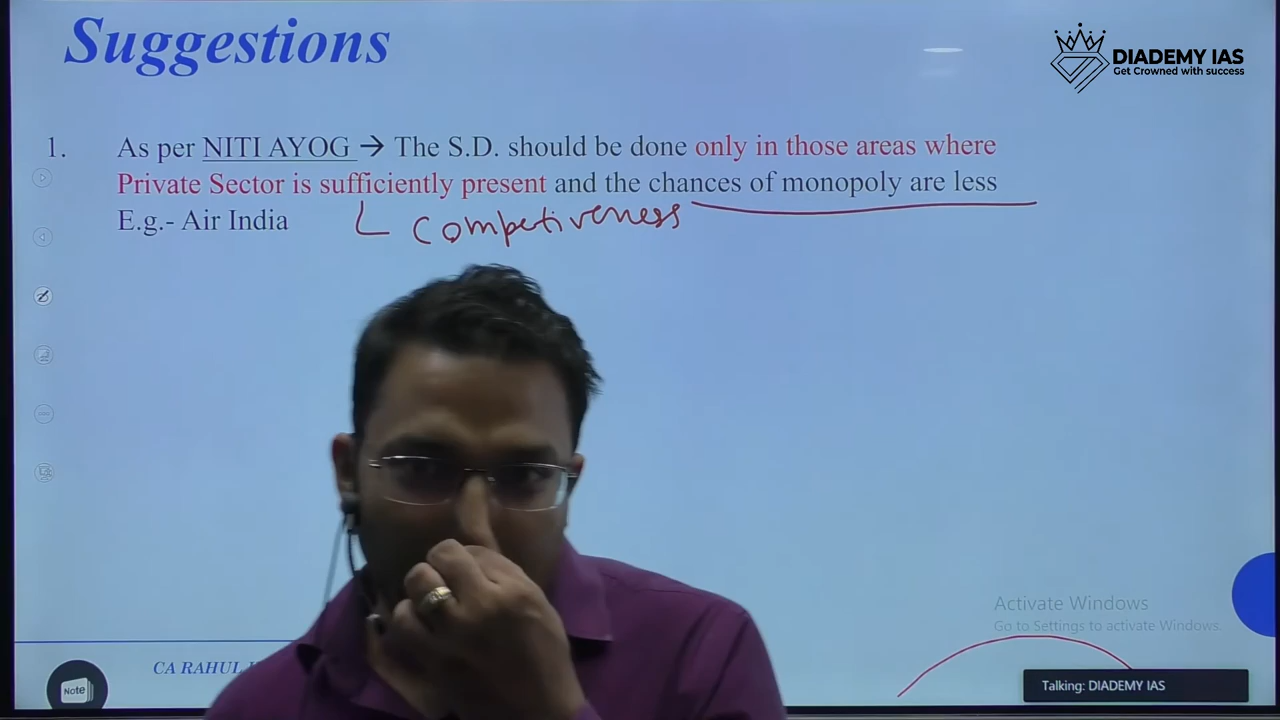 Suggestions
DIADEMY IAS
Get Crowned with success
1. As per NITI AYOG → The S.D. should be done only in those areas where
Private Sector is sufficiently present and the chances of monopoly are less
E.g.- Air India
Competiveness
Activate Windows
Go to Settings to activate Windows.
CA RAHUL
Note
Talking: DIADEMY IAS